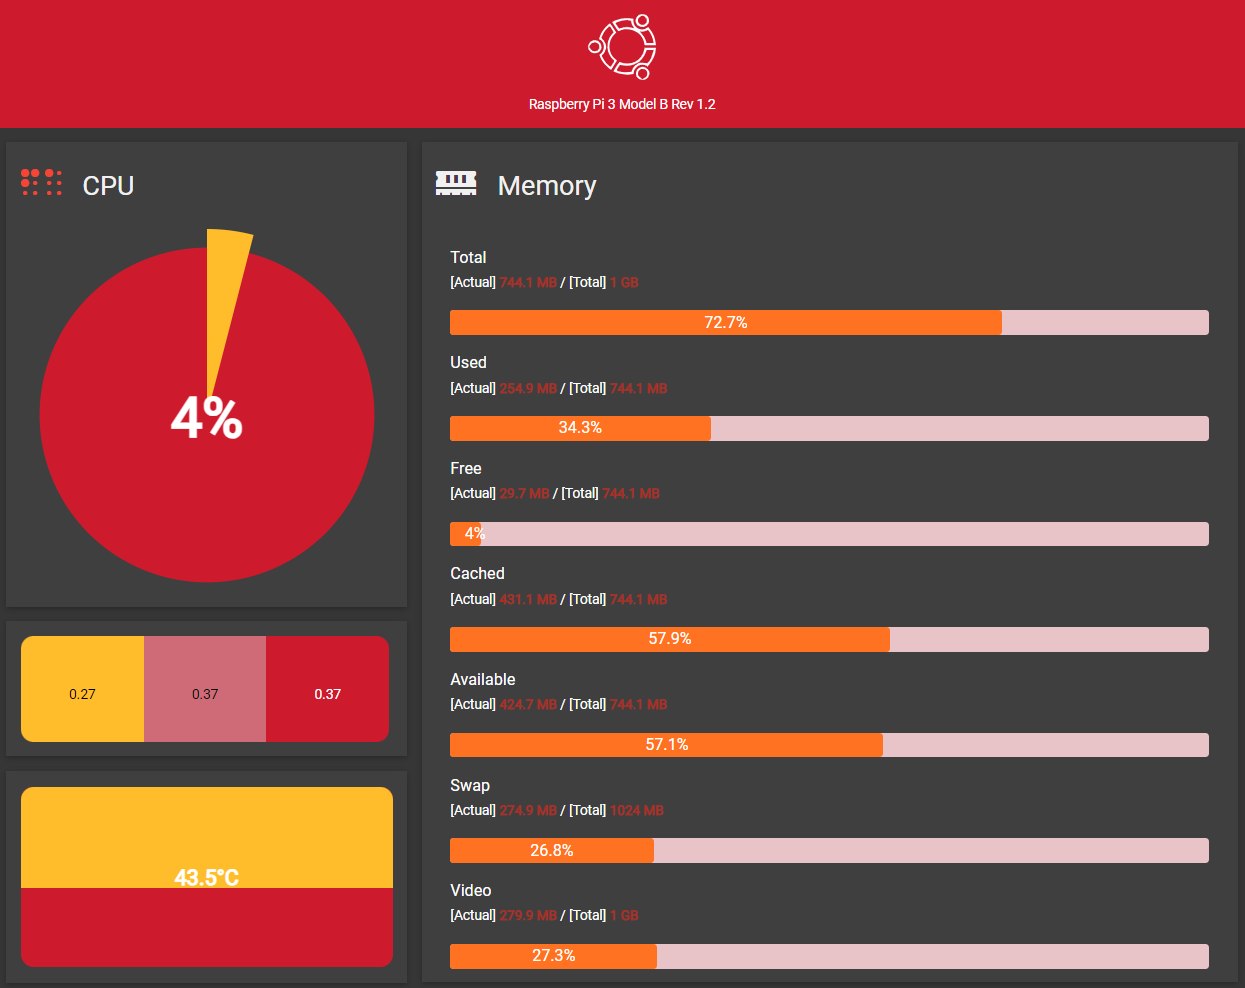 Raspberry Pi 3 Model B Rev 1.2
CPU
4%
0.27 0.37 0.37
43.5°C
Memory
Total
[Actual] 744.1 MB / [Total] 1 GB
72.7%
Used
[Actual] 254.9 MB / [Total] 744.1 MB
34.3%
Free
[Actual] 29.7 MB / [Total] 744.1 MB
4%
Cached
[Actual] 431.1 MB / [Total] 744.1 MB
57.9%
Available
[Actual] 424.7 MB / [Total] 744.1 MB
57.1%
Swap
[Actual] 274.9 MB / [Total] 1024 MB
26.8%
Video
[Actual] 279.9 MB / [Total] 1 GB
27.3%